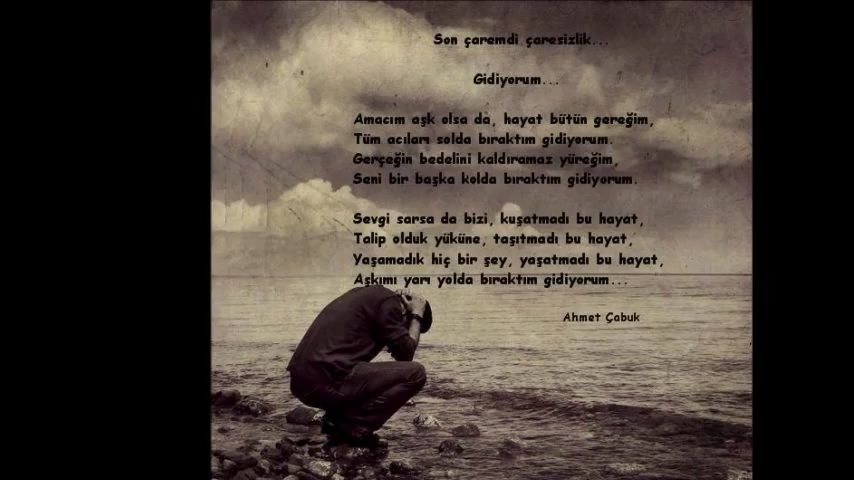 Son çaremdi çaresizlik...
Gidiyorum...
Amacım aşk olsa da, hayat bütün gereğim,
Tüm acıları solda bıraktım gidiyorum.
Gerçeğin bedelini kaldıramaz yüreğim,
Seni bir başka kolda bıraktım gidiyorum.
Sevgi sarsa da bizi, kuşatmadı bu hayat,
Talip olduk yüküne, taşıtmadı bu hayat,
Yaşamadık hiç bir şey, yaşatmadı bu hayat,
Aşkımı yarı yolda bıraktım gidiyorum...
Ahmet Çabuk